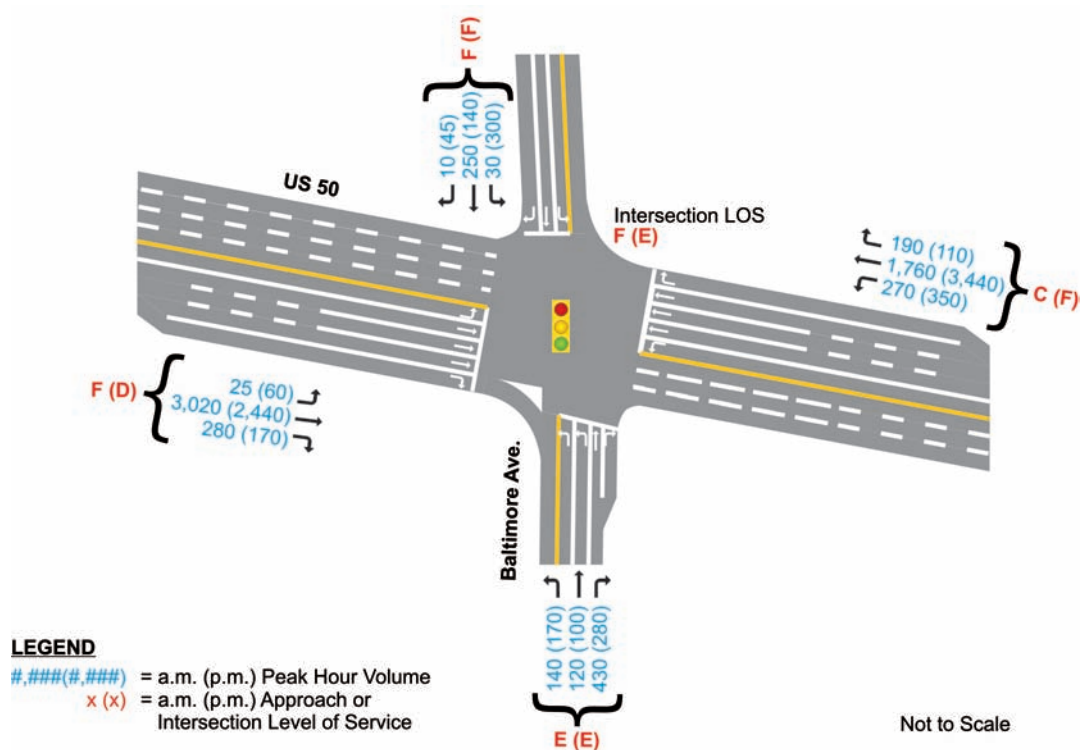 F (F)
10 (45)
250 (140)
30 (300)
US 50
Intersection LOS
F (E)
190 (110)
1,760 (3,440)
270 (350)
C (F)
F (D)
25 (60)
3,020 (2,440)
280 (170)
Baltimore Ave.
140 (170)
120 (100)
430 (280)
E (E)
LEGEND
#,###(#,###) = a.m. (p.m.) Peak Hour Volume
x (x) = a.m. (p.m.) Approach or
Intersection Level of Service
Not to Scale